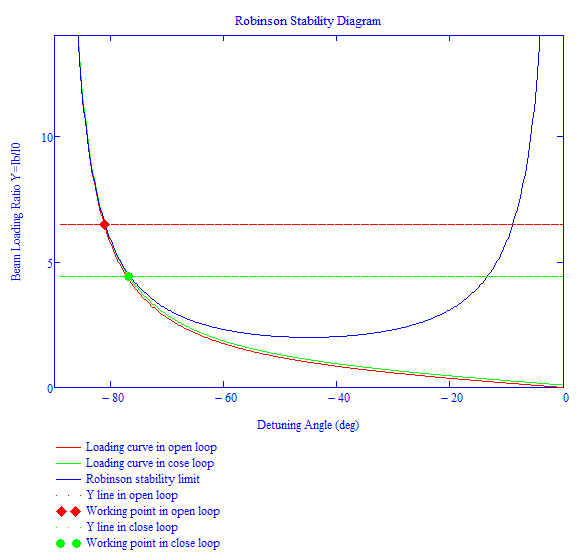 Robinson Stability Diagram
Beam Loading Ratio Y=Ib/I0
10
5
0
− 80
− 60
− 40
− 20
0
Detuning Angle (deg)
Loading curve in open loop
Loading curve in cose loop
Robinson stability limit
Y line in open loop
Working point in open loop
Y line in close loop
Working point in close loop